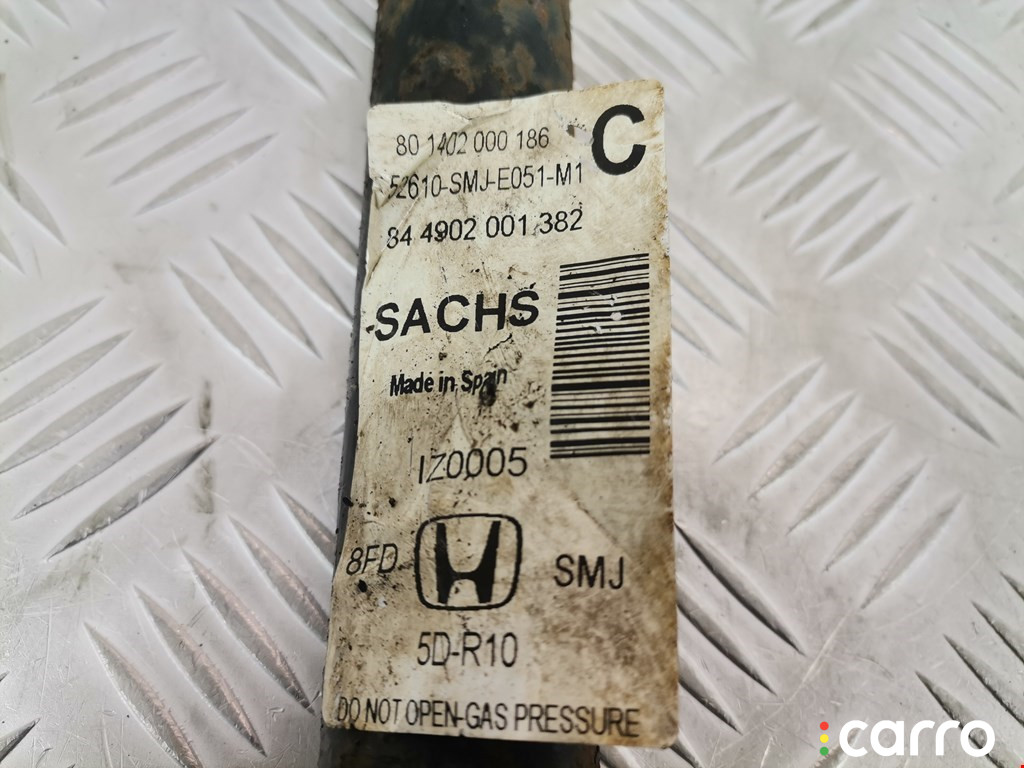 80 1402 000 186
C
52610-SMJ-E051-M1
84 4902 001 382
SACHS
Made in Spain
IZ0005
8FD
SMJ
5D-R10
DO NOT OPEN-GAS PRESSURE
carro